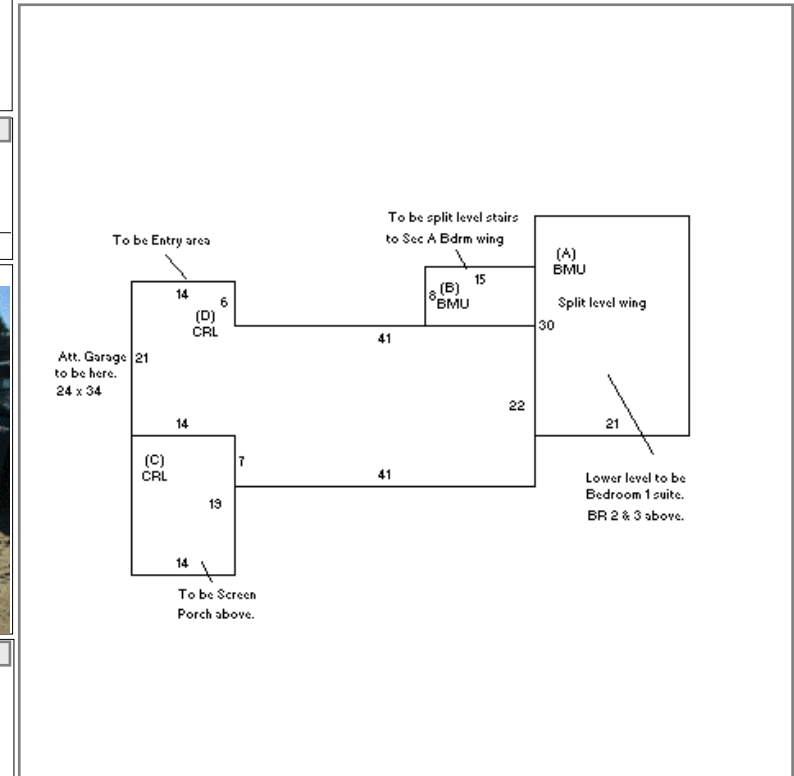 To be split level stairs
to Sec A Bdrm wing
To be Entry area
(A)
BMU
15
14
6
8
(B)
BMU
Split level wing
(D)
CRL
30
41
Att. Garage
to be here.
24 x 34
21
22
14
21
(C)
CRL
7
41
19
Lower level to be
Bedroom 1 suite.
BR 2 & 3 above.
14
To be Screen
Porch above.